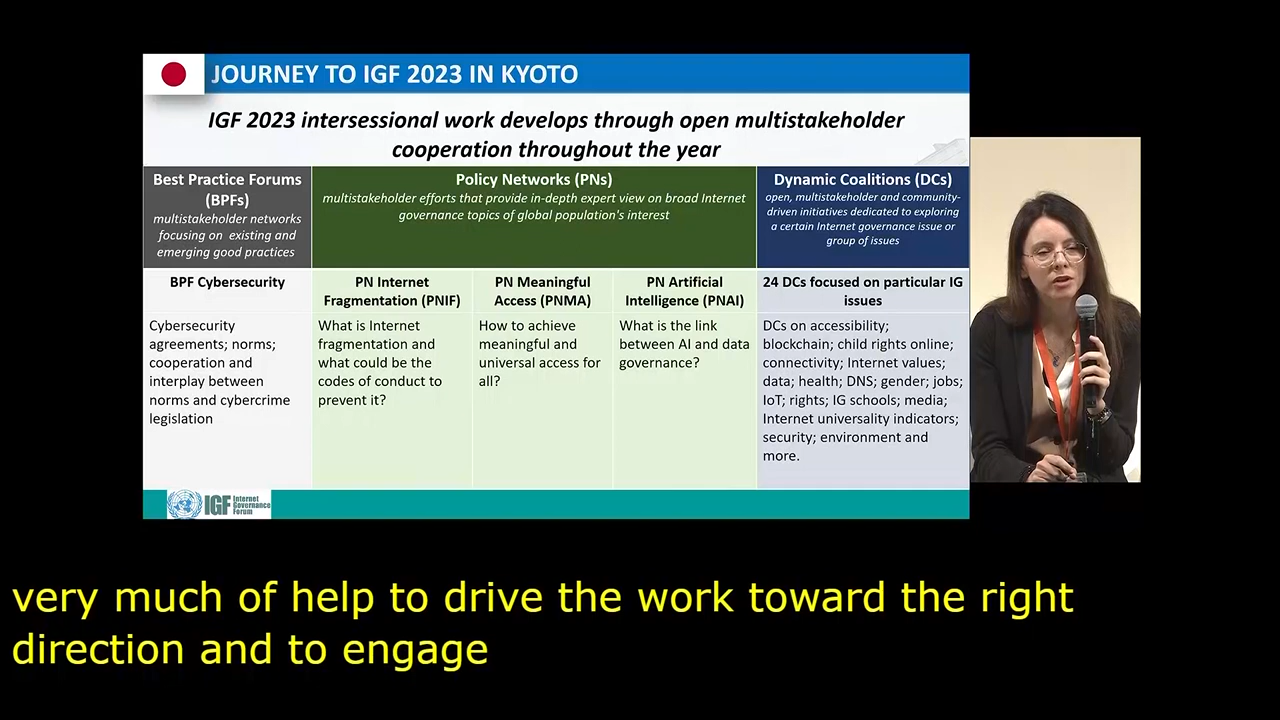 JOURNEY TO IGF 2023 IN KYOTO
IGF 2023 intersessional work develops through open multistakeholder
cooperation throughout the year
Best Practice Forums
(BPFs)
multistakeholder networks
focusing on existing and
emerging good practices
Policy Networks (PNs)
multistakeholder efforts that provide in-depth expert view on broad Internet
governance topics of global population's interest
Dynamic Coalitions (DCs)
open, multistakeholder and community-
driven initiatives dedicated to exploring
a certain Internet governance issue or
group of issues
BPF Cybersecurity
PN Internet
Fragmentation (PNIF)
PN Meaningful
Access (PNMA)
PN Artificial
Intelligence (PNAI)
24 DCs focused on particular IG
issues
Cybersecurity
agreements; norms;
cooperation and
interplay between
norms and cybercrime
legislation
What is Internet
fragmentation and
what could be the
codes of conduct to
prevent it?
How to achieve
meaningful and
universal access for
all?
What is the link
between AI and data
governance?
DCs on accessibility;
blockchain; child rights online;
connectivity; Internet values;
data; health; DNS; gender; jobs;
IoT; rights; IG schools; media;
Internet universality indicators;
security; environment and
more.
IGF
Internet
Governance
Forum
very much of help to drive the work toward the right
direction and to engage